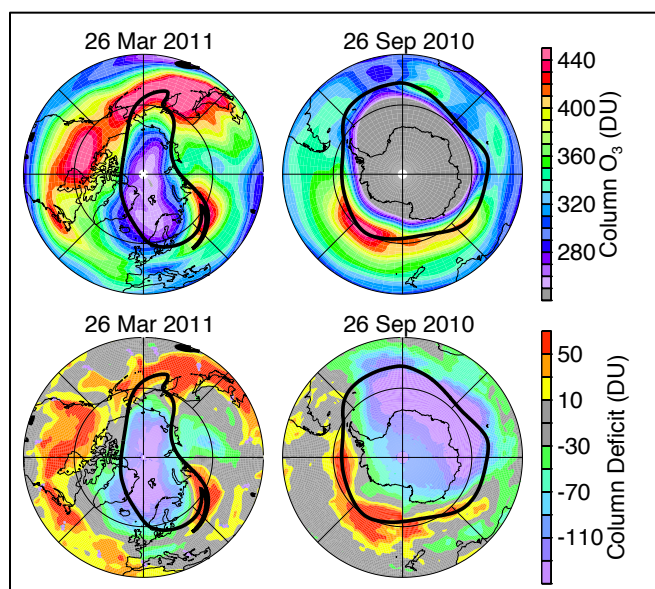 26 Mar 2011
26 Sep 2010
440
400
360
320
280
Column O₃ (DU)
26 Mar 2011
26 Sep 2010
50
10
-30
-70
-110
Column Deficit (DU)